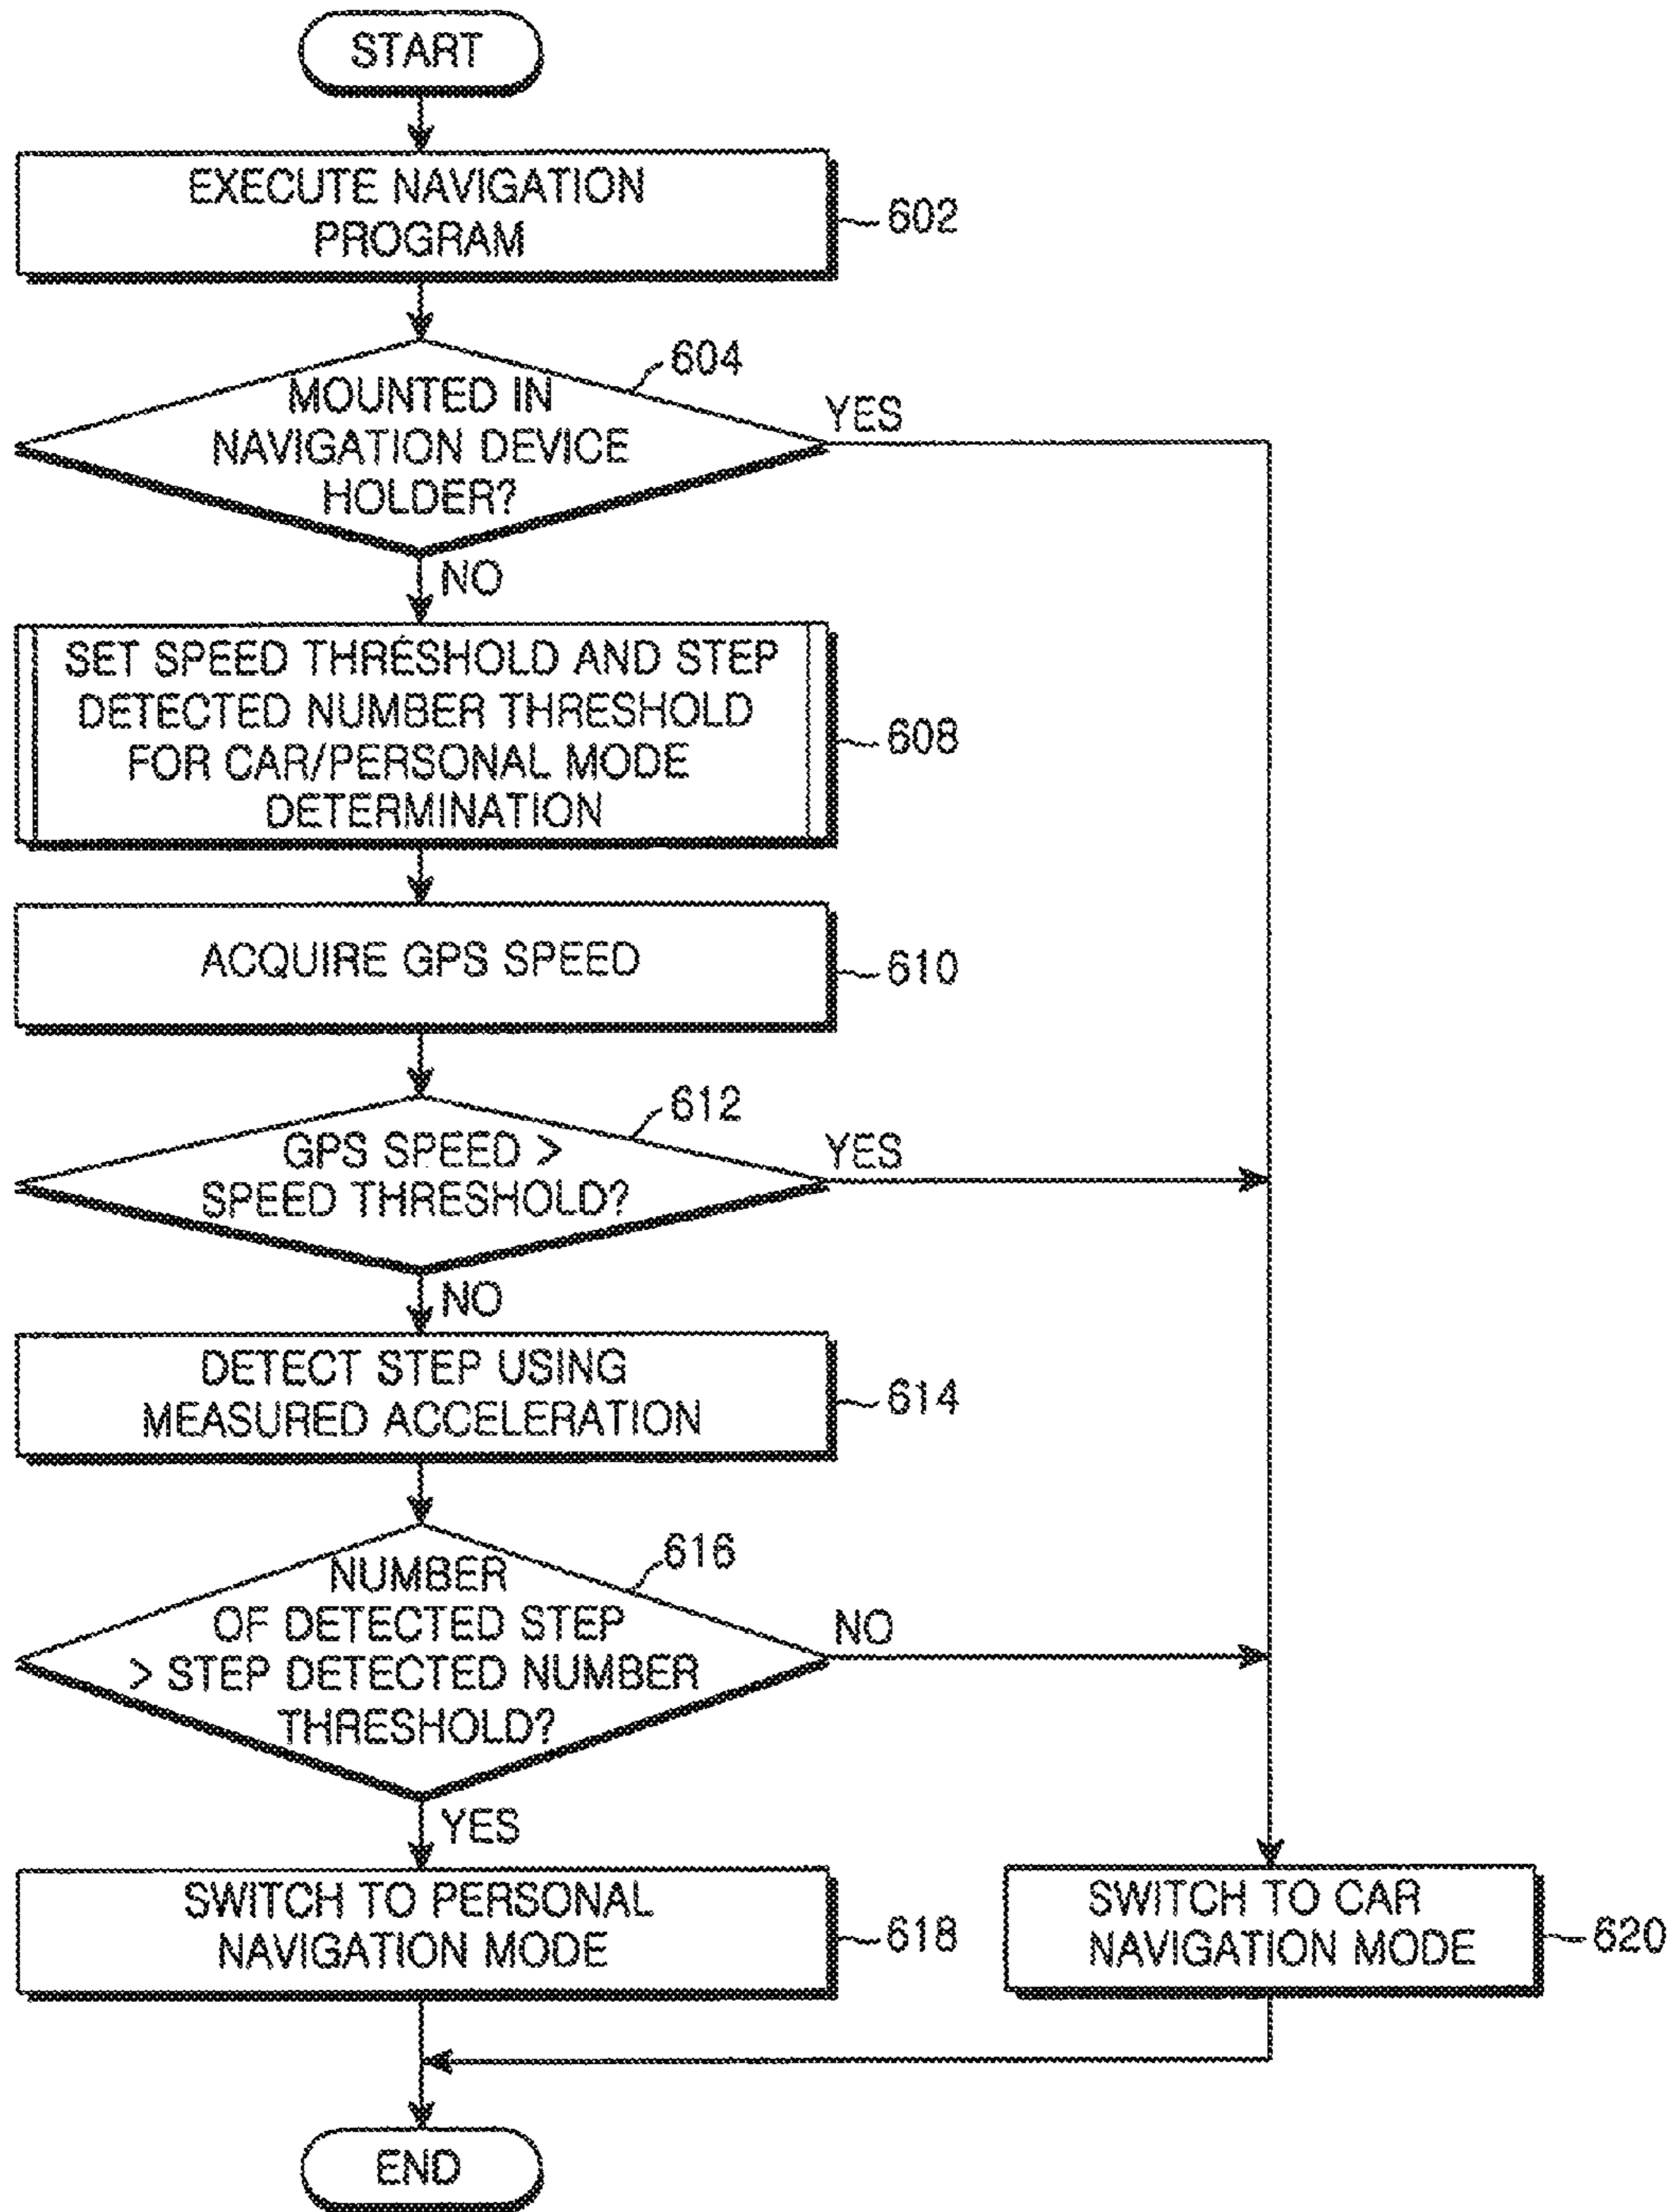 START
EXECUTE NAVIGATION
PROGRAM
602
604
MOUNTED IN
NAVIGATION DEVICE
HOLDER?
YES
NO
SET SPEED THRESHOLD AND STEP
DETECTED NUMBER THRESHOLD
FOR CAR/PERSONAL MODE
DETERMINATION
608
ACQUIRE GPS SPEED
610
612
GPS SPEED >
SPEED THRESHOLD?
YES
NO
DETECT STEP USING
MEASURED ACCELERATION
614
616
NUMBER
OF DETECTED STEP
> STEP DETECTED NUMBER
THRESHOLD?
NO
YES
SWITCH TO PERSONAL
NAVIGATION MODE
618
SWITCH TO CAR
NAVIGATION MODE
620
END